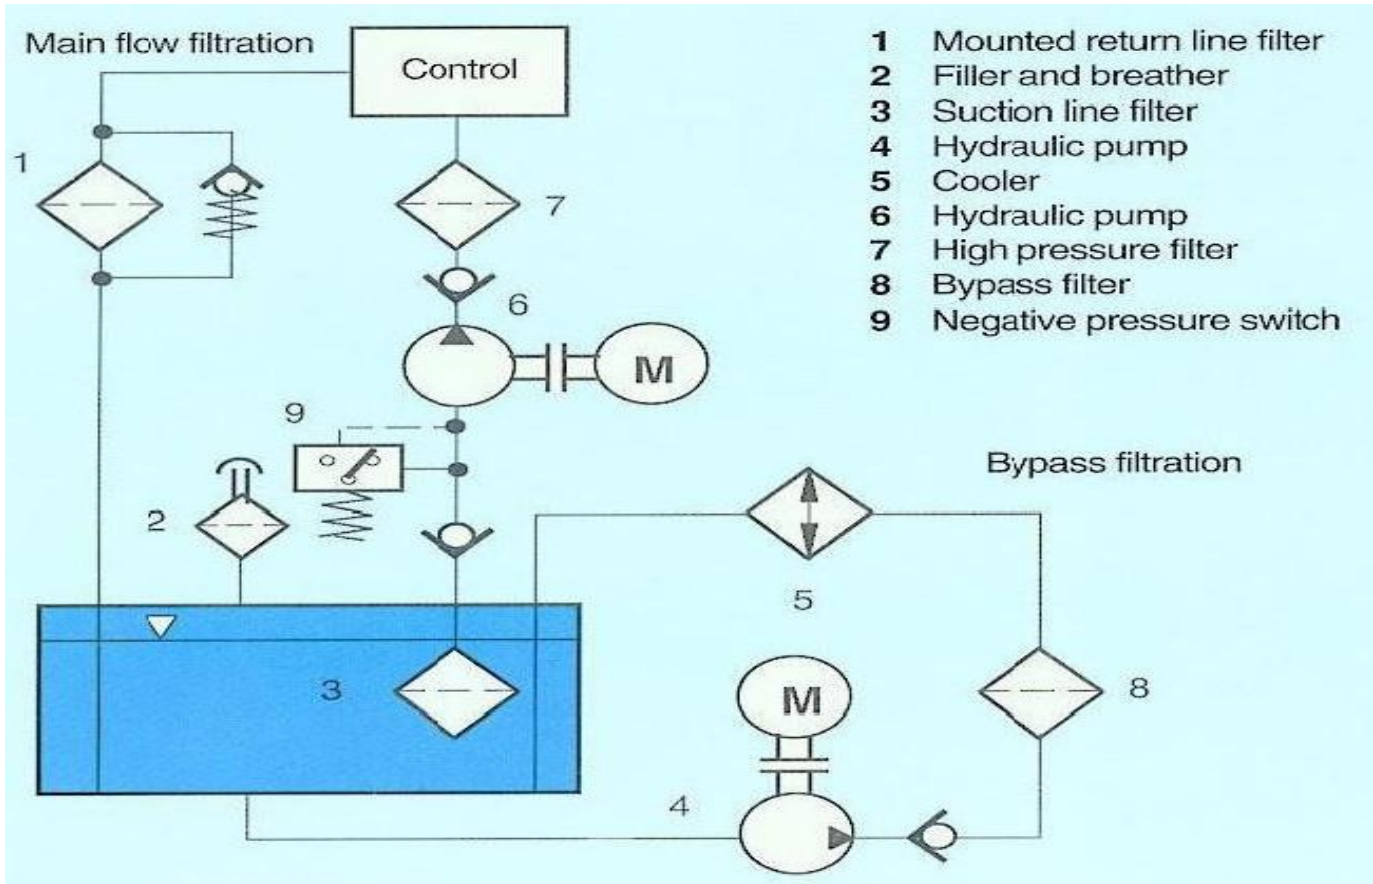 Main flow filtration
Control
1 Mounted return line filter
2 Filler and breather
3 Suction line filter
4 Hydraulic pump
5 Cooler
6 Hydraulic pump
7 High pressure filter
8 Bypass filter
9 Negative pressure switch
1
7
6
M
9
2
Bypass filtration
5
3
M
8
4